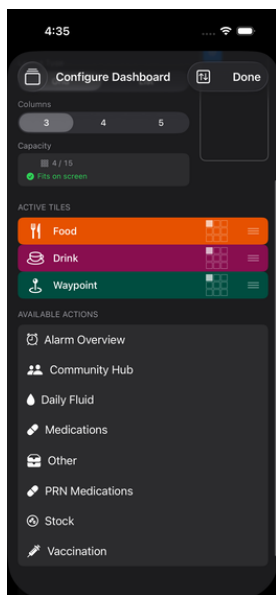 4:35
Configure Dashboard
Done
Columns
3 4 5
Capacity
4 / 15
Fits on screen
ACTIVE TILES
Food
Drink
Waypoint
AVAILABLE ACTIONS
Alarm Overview
Community Hub
Daily Fluid
Medications
Other
PRN Medications
Stock
Vaccination